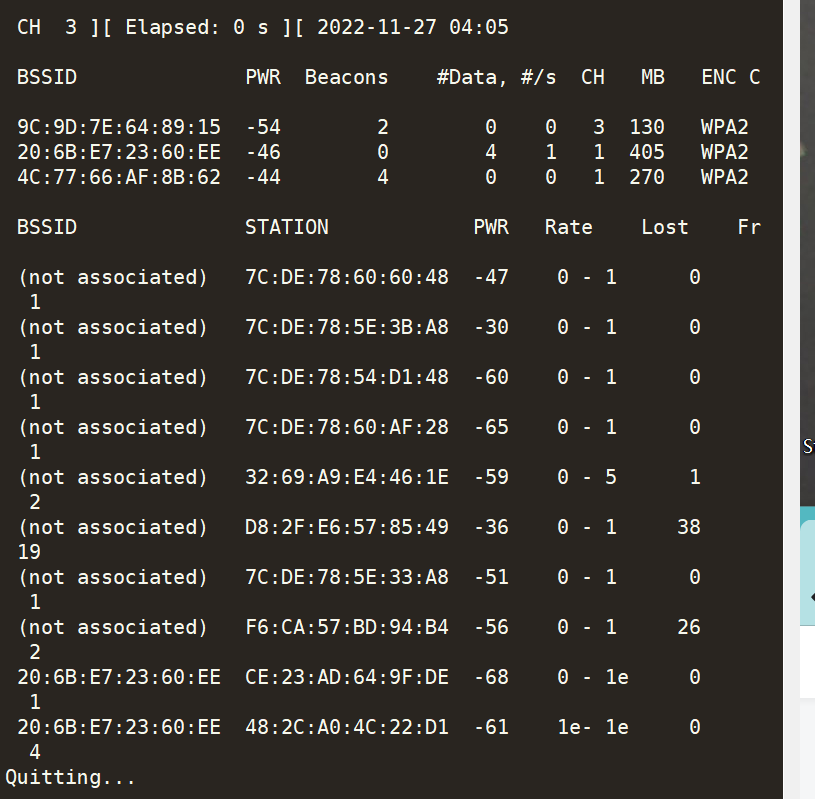 CH  3 ][ Elapsed: 0 s ][ 2022-11-27 04:05
BSSID              PWR  Beacons    #Data, #/s  CH   MB   ENC C
9C:9D:7E:64:89:15  -54        2        0    0   3  130   WPA2
20:6B:E7:23:60:EE  -46        0        4    1   1  405   WPA2
4C:77:66:AF:8B:62  -44        4        0    0   1  270   WPA2
BSSID              STATION            PWR   Rate    Lost    Fr
(not associated)   7C:DE:78:60:60:48  -47    0 - 1      0
1
(not associated)   7C:DE:78:5E:3B:A8  -30    0 - 1      0
1
(not associated)   7C:DE:78:54:D1:48  -60    0 - 1      0
1
(not associated)   7C:DE:78:60:AF:28  -65    0 - 1      0
1
(not associated)   32:69:A9:E4:46:1E  -59    0 - 5      1
2
(not associated)   D8:2F:E6:57:85:49  -36    0 - 1     38
19
(not associated)   7C:DE:78:5E:33:A8  -51    0 - 1      0
1
(not associated)   F6:CA:57:BD:94:B4  -56    0 - 1     26
2
20:6B:E7:23:60:EE  CE:23:AD:64:9F:DE  -68    0 - 1e     0
1
20:6B:E7:23:60:EE  48:2C:A0:4C:22:D1  -61    1e- 1e     0
4
Quitting...